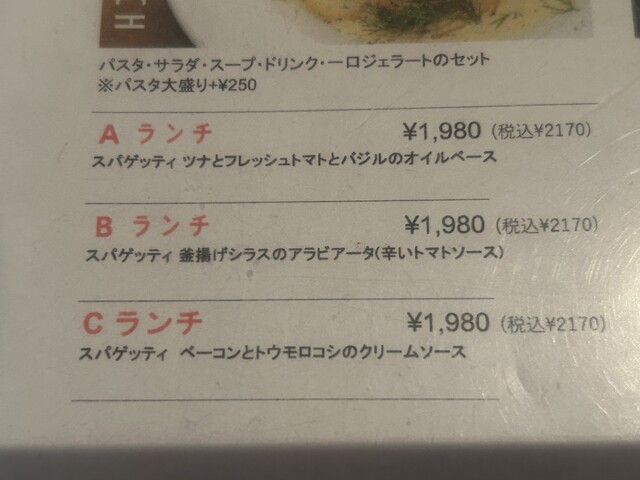 CH
パスタ・サラダ・スープ・ドリンク・一口ジェラートのセット
※パスタ大盛り+¥250
A ランチ ¥1,980 (税込¥2170)
スパゲッティ ツナとフレッシュトマトとバジルのオイルベース
B ランチ ¥1,980 (税込¥2170)
スパゲッティ 釜揚げシラスのアラビアータ(辛いトマトソース)
C ランチ ¥1,980 (税込¥2170)
スパゲッティ ベーコンとトウモロコシのクリームソース